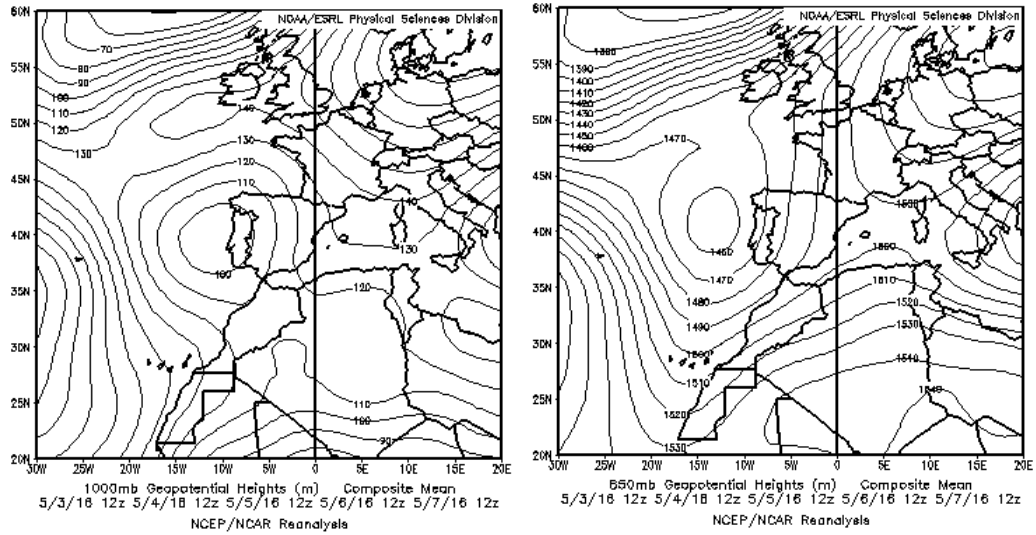 NOAA/ESRL Physical Sciences Division
55N
50N
45N
40N
35N
30N
25N
20N
70
80
90
100
110
120
130
140
130
120
110
100
140
130
120
110
100
90
30W 25W 20W 15W 10W 5W 0 5E 10E 15E 20E
1000mb Geopotential Heights (m) Composite Mean
5/3/16 12z 5/4/16 12z 5/5/16 12z 5/6/16 12z 5/7/16 12z
NCEP/NCAR Reanalysis
NOAA/ESRL Physical Sciences Division
55N
50N
45N
40N
35N
30N
25N
20N
1380
1390
1400
1410
1420
1430
1440
1450
1460
1470
1460
1470
1480
1490
1500
1510
1520
1530
1500
1500
1510
1520
1530
1510
1540
30W 25W 20W 15W 10W 5W 0 5E 10E 15E 20E
850mb Geopotential Heights (m) Composite Mean
5/3/16 12z 5/4/16 12z 5/5/16 12z 5/6/16 12z 5/7/16 12z
NCEP/NCAR Reanalysis